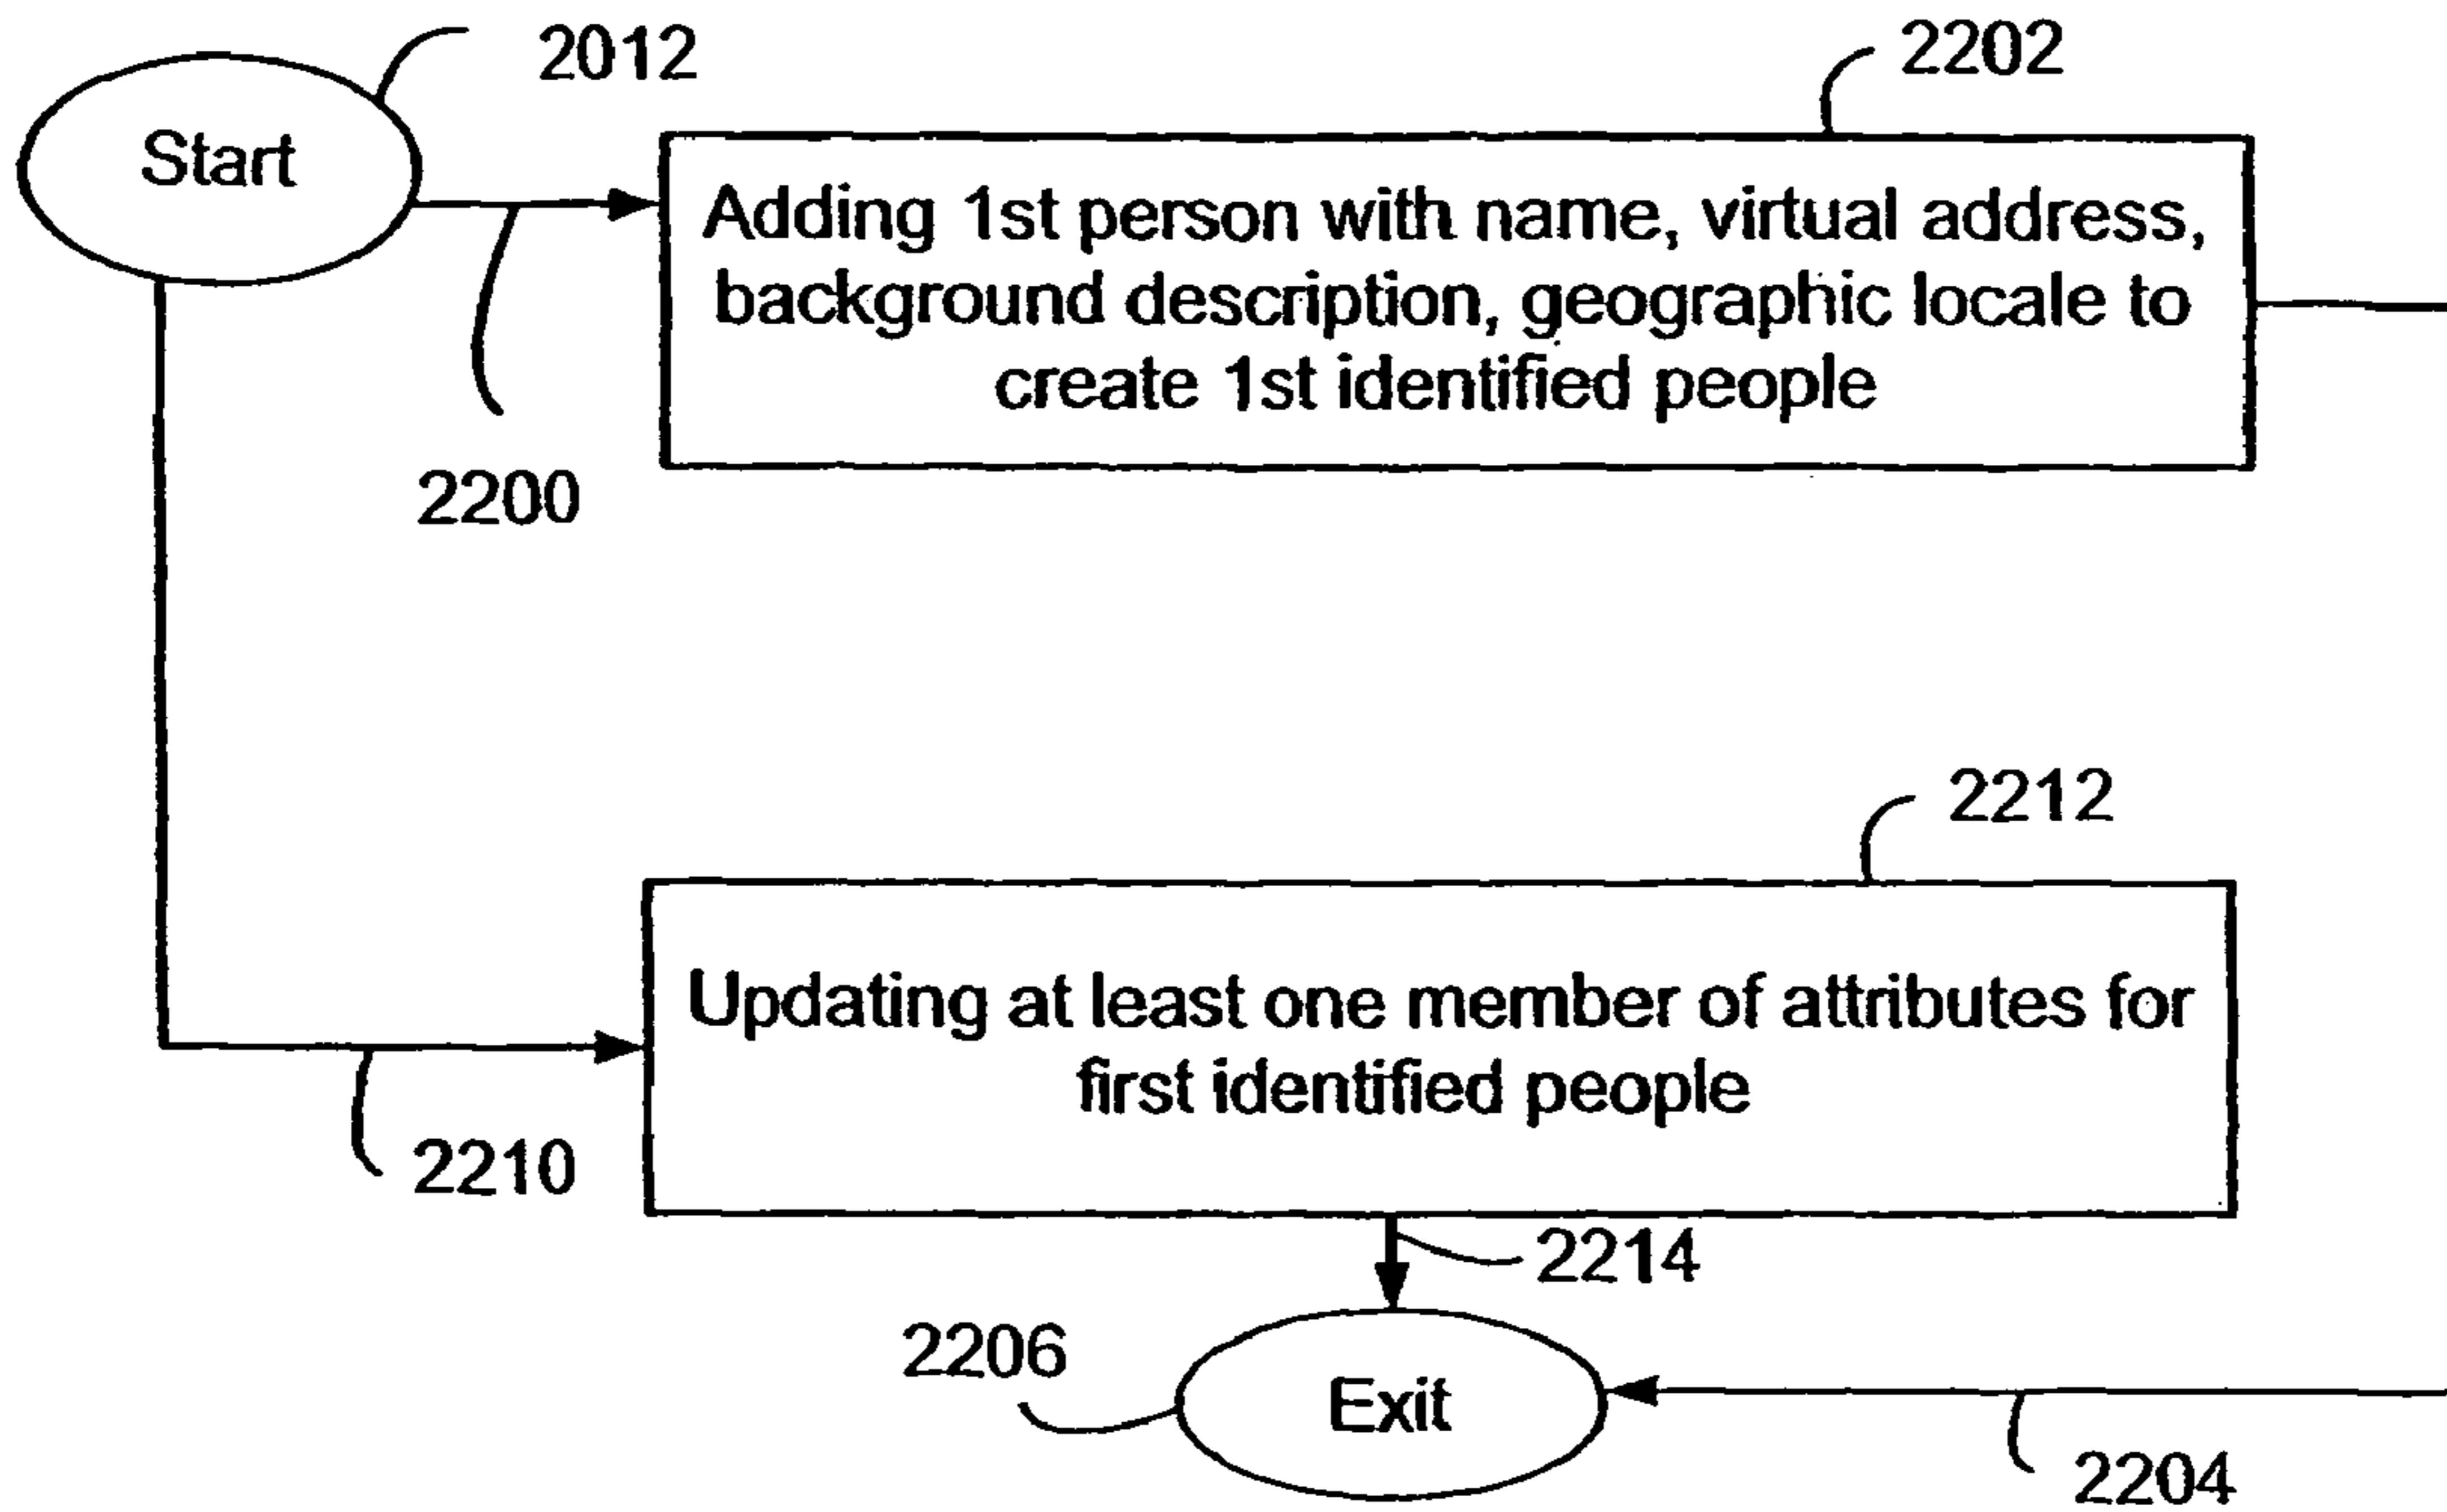 2012
2202
Start
Adding 1st person with name, virtual address,
background description, geographic locale to
create 1st identified people
2200
2212
Updating at least one member of attributes for
first identified people
2210
2214
2206
Exit
2204